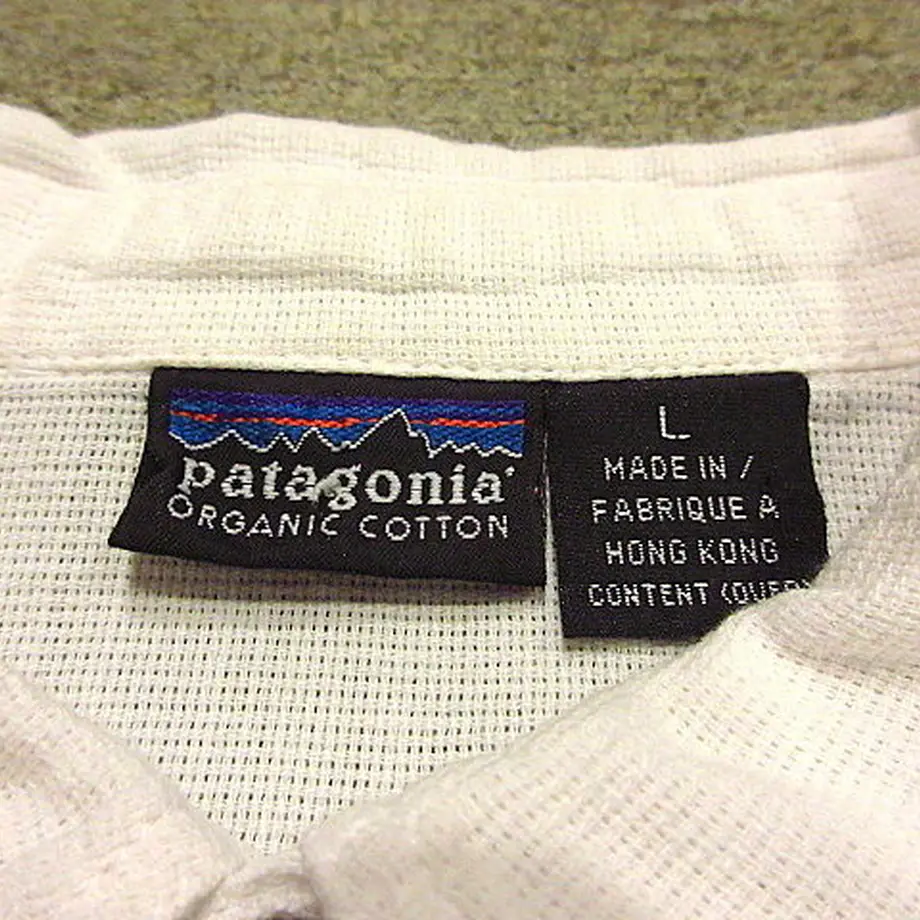 patagonia
ORGANIC COTTON
L
MADE IN /
FABRIQUE A
HONG KONG
CONTENT